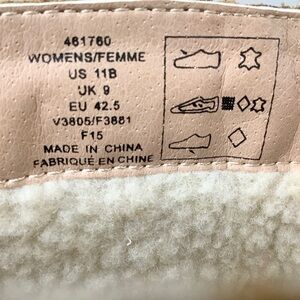 461760
WOMENS/FEMME
US 11B
UK 9
EU 42.5
V3805/F3881
F15
MADE IN CHINA
FABRIQUÉ EN CHINE